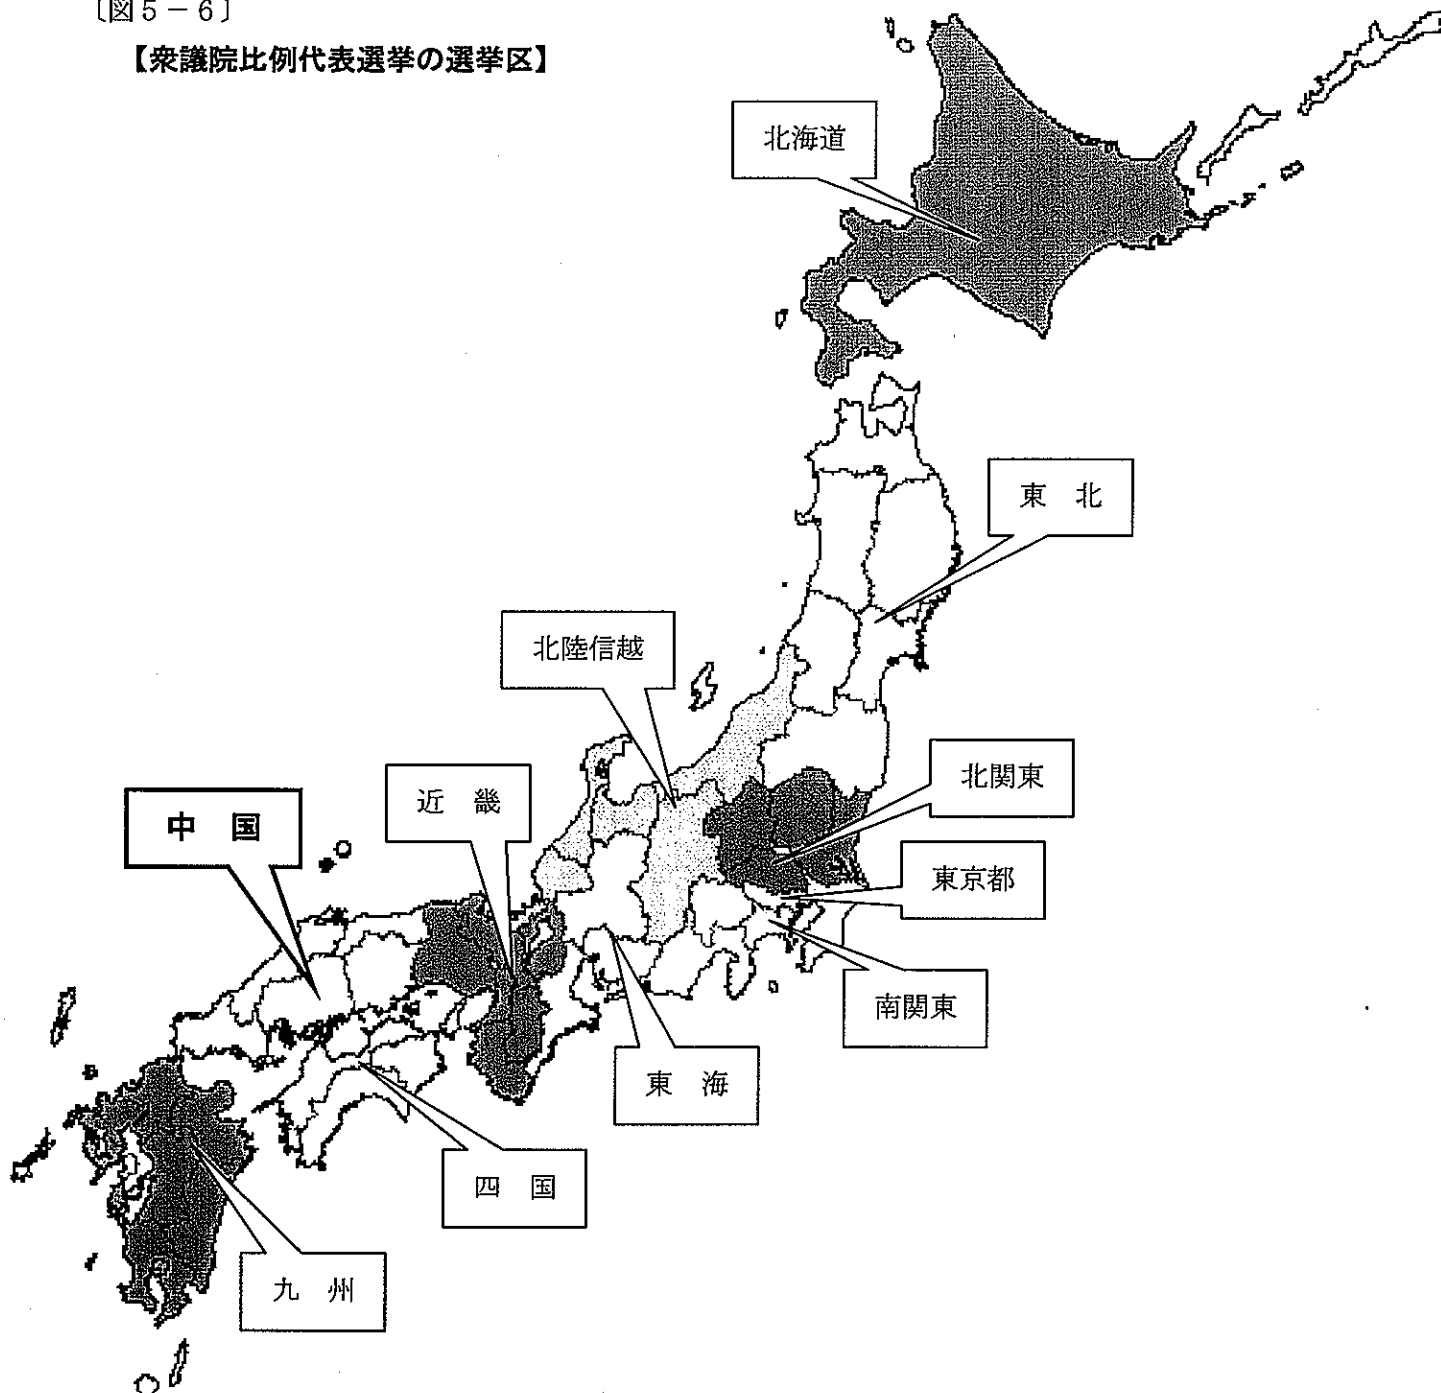 〔図5－6〕
【衆議院比例代表選挙の選挙区】
北海道
東　北
北陸信越
北関東
近　畿
中　国
東京都
南関東
東　海
四　国
九　州